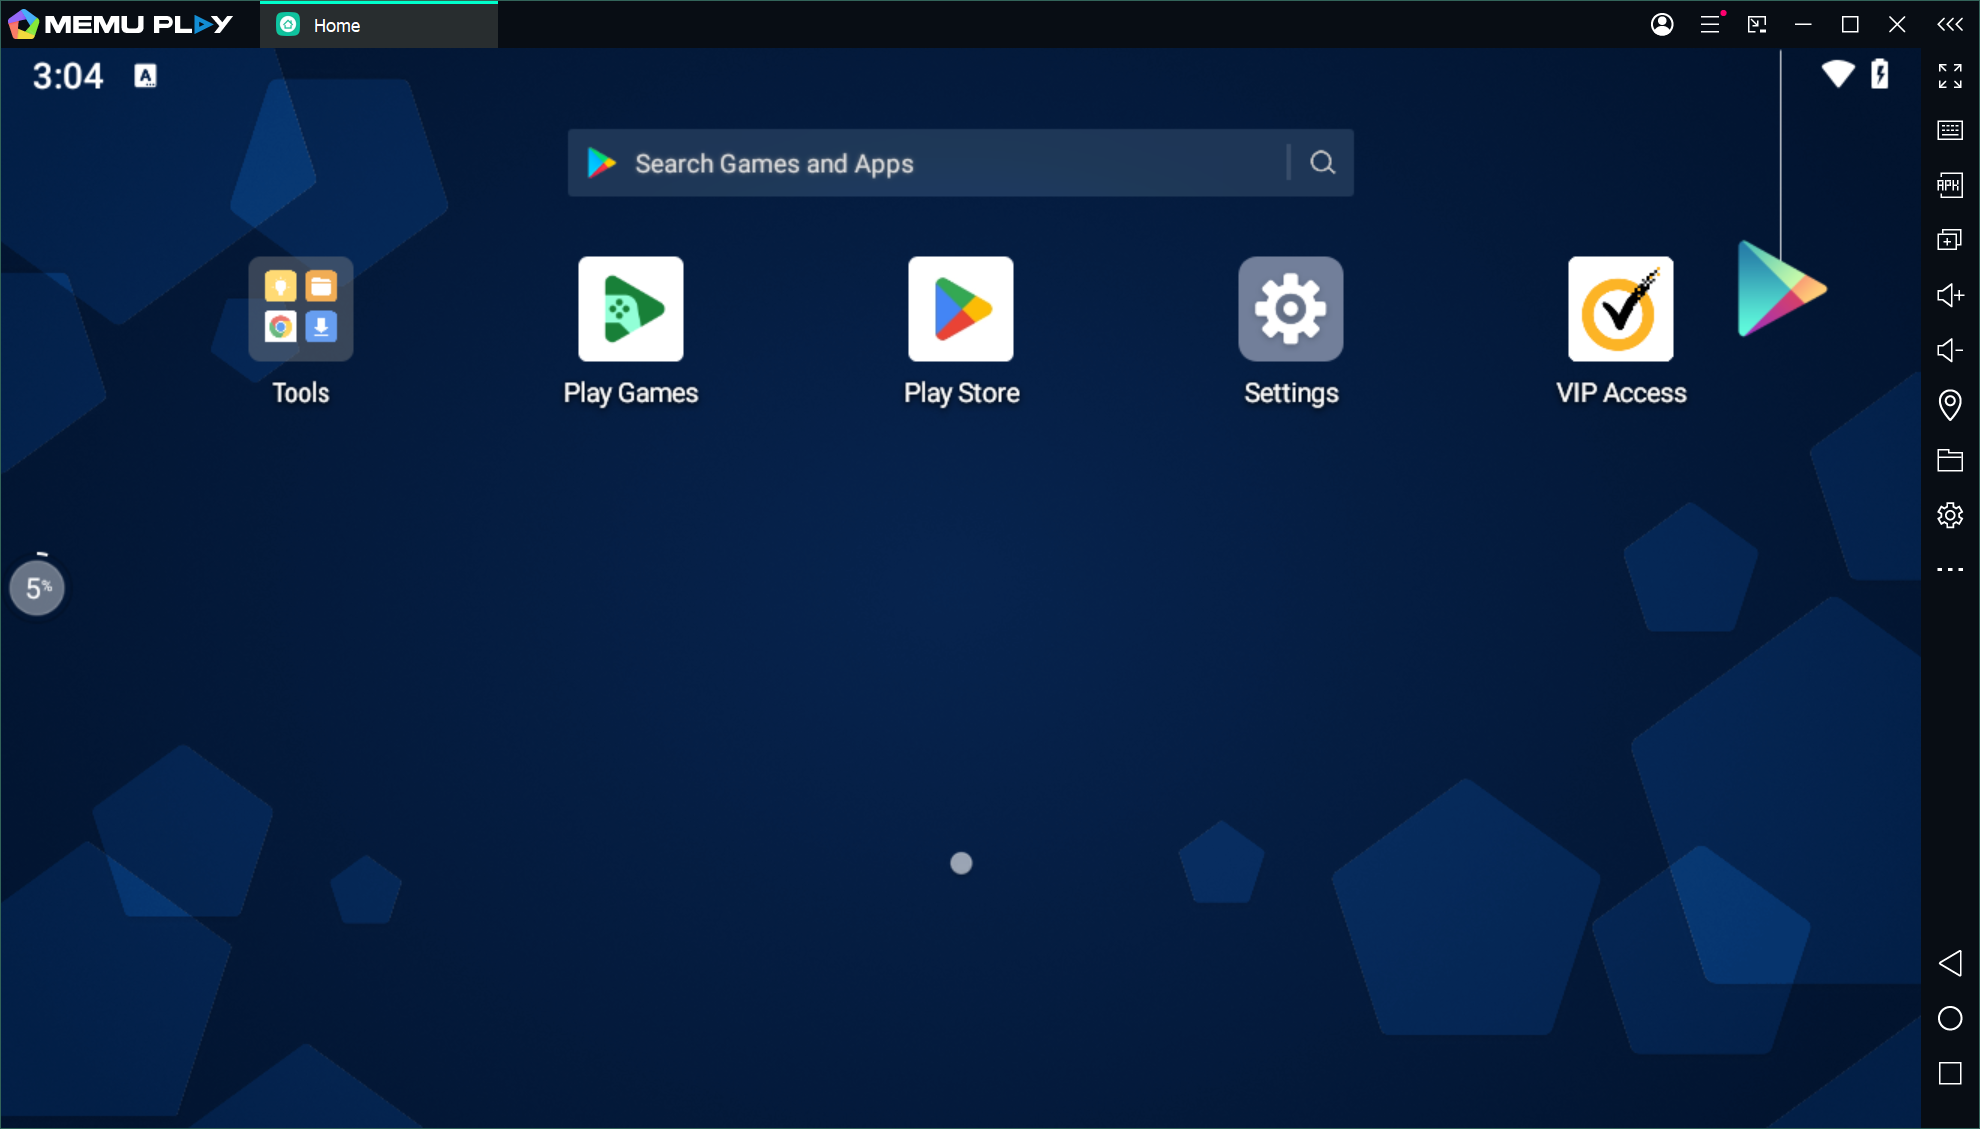 MEMU PLAY
Home
3:04
A
Search Games and Apps
APK
Tools
Play Games
Play Store
Settings
VIP Access
5%